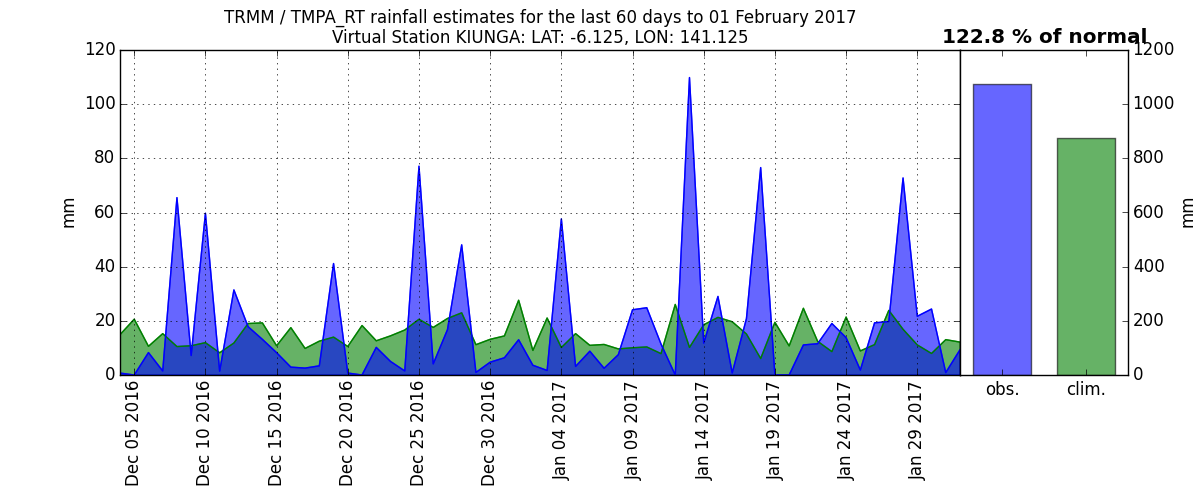 TRMM / TMPA_RT rainfall estimates for the last 60 days to 01 February 2017
Virtual Station KIUNGA: LAT: -6.125, LON: 141.125
122.8 % of normal
120
100
80
60
40
20
0
mm
1200
1000
800
600
400
200
0
mm
Dec 05 2016
Dec 10 2016
Dec 15 2016
Dec 20 2016
Dec 25 2016
Dec 30 2016
Jan 04 2017
Jan 09 2017
Jan 14 2017
Jan 19 2017
Jan 24 2017
Jan 29 2017
obs.
clim.